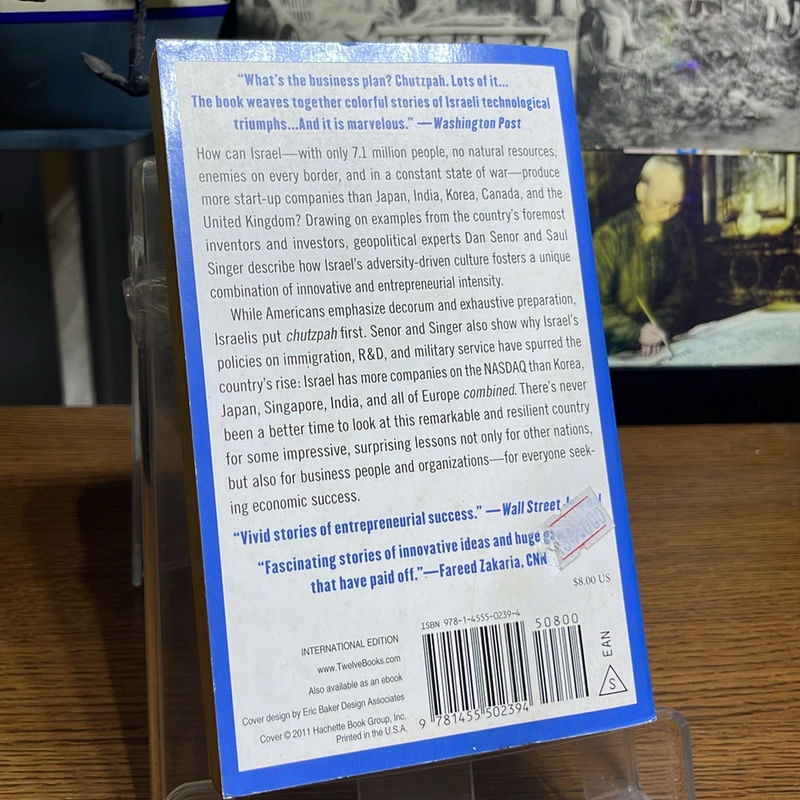 "What's the business plan? Chutzpah. Lots of it...
The book weaves together colorful stories of Israeli technological
triumphs...And it is marvelous." —Washington Post
How can Israel—with only 7.1 million people, no natural resources,
enemies on every border, and in a constant state of war—produce
more start-up companies than Japan, India, Korea, Canada, and the
United Kingdom? Drawing on examples from the country's foremost
inventors and investors, geopolitical experts Dan Senor and Saul
Singer describe how Israel's adversity-driven culture fosters a unique
combination of innovative and entrepreneurial intensity.
While Americans emphasize decorum and exhaustive preparation,
Israelis put chutzpah first. Senor and Singer also show why Israel's
policies on immigration, R&D, and military service have spurred the
country's rise: Israel has more companies on the NASDAQ than Korea,
Japan, Singapore, India, and all of Europe combined. There's never
been a better time to look at this remarkable and resilient country
for some impressive, surprising lessons not only for other nations,
but also for business people and organizations—for everyone seek-
ing economic success.
"Vivid stories of entrepreneurial success." —Wall Street
"Fascinating stories of innovative ideas and huge
that have paid off."—Fareed Zakaria, CNN
$8.00 US
ISBN 978-1-4555-0239-4
50800
EAN
S
9 781455 502394
INTERNATIONAL EDITION
www.TwelveBooks.com
Also available as an ebook
Cover design by Eric Baker Design Associates
Cover © 2011 Hachette Book Group, Inc.
Printed in the U.S.A.